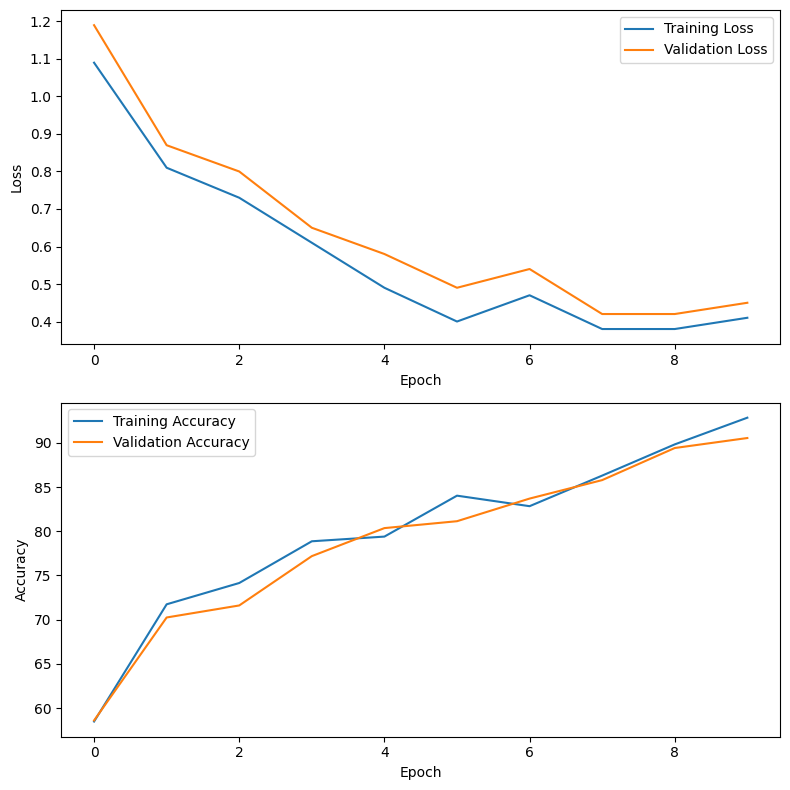 1.2
1.1
1.0
0.9
0.8
0.7
0.6
0.5
0.4
Loss
Training Loss
Validation Loss
0 2 4 6 8
Epoch
Training Accuracy
Validation Accuracy
90
85
80
75
70
65
60
Accuracy
0 2 4 6 8
Epoch